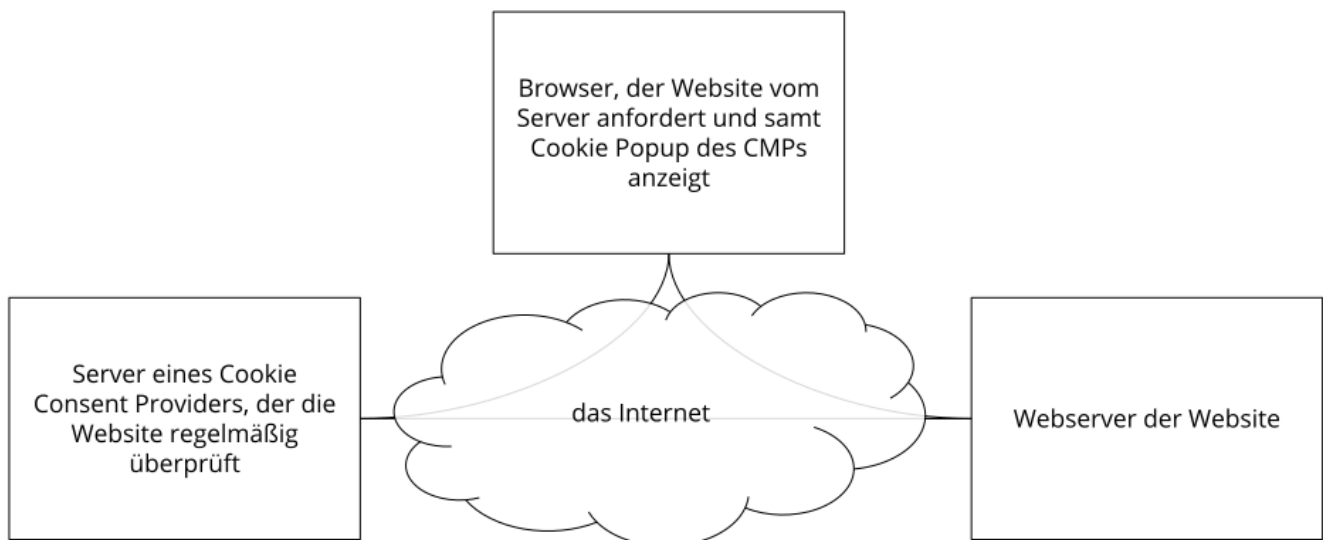 Browser, der Website vom
Server anfordert und samt
Cookie Popup des CMPs
anzeigt
Server eines Cookie
Consent Providers, der die
Website regelmäßig
überprüft
das Internet
Webserver der Website